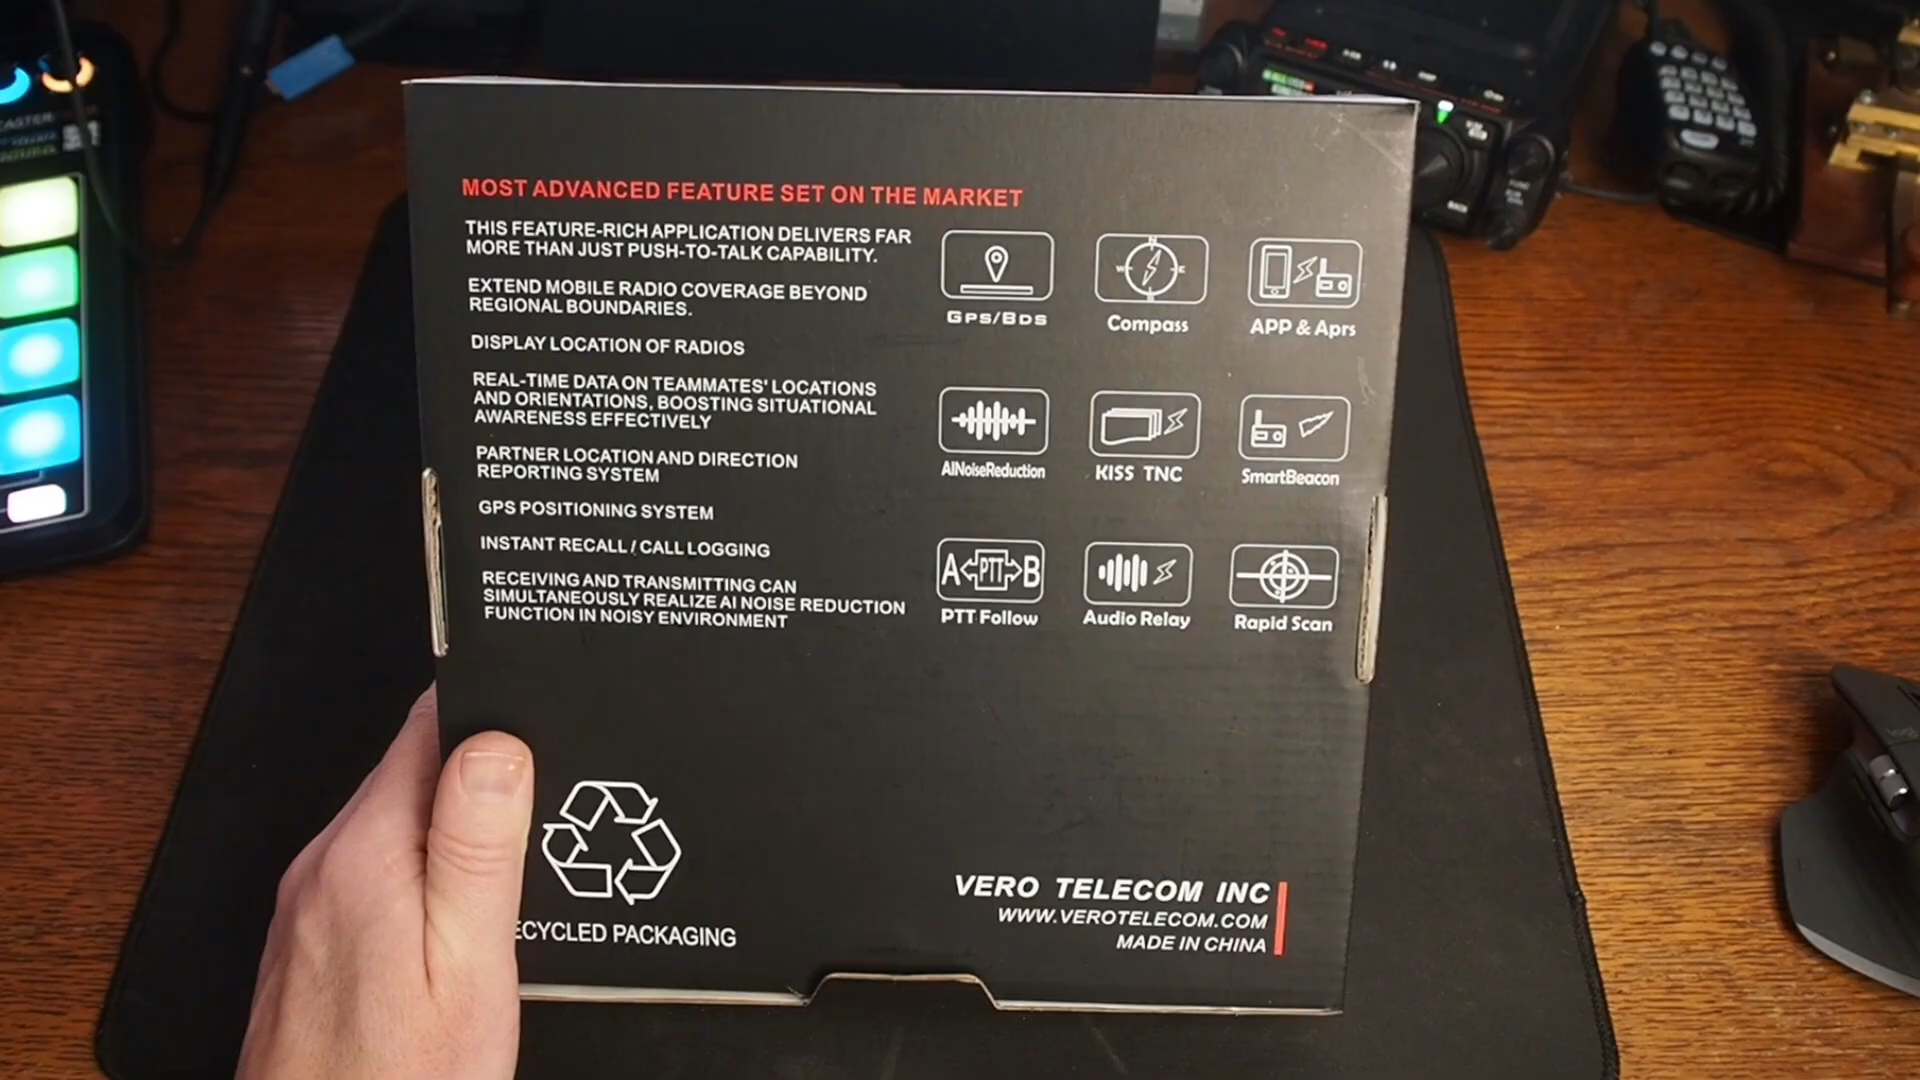 MOST ADVANCED FEATURE SET ON THE MARKET
THIS FEATURE-RICH APPLICATION DELIVERS FAR
MORE THAN JUST PUSH-TO-TALK CAPABILITY.
EXTEND MOBILE RADIO COVERAGE BEYOND
REGIONAL BOUNDARIES.
DISPLAY LOCATION OF RADIOS
REAL-TIME DATA ON TEAMMATES' LOCATIONS
AND ORIENTATIONS, BOOSTING SITUATIONAL
AWARENESS EFFECTIVELY
PARTNER LOCATION AND DIRECTION
REPORTING SYSTEM
GPS POSITIONING SYSTEM
INSTANT RECALL / CALL LOGGING
RECEIVING AND TRANSMITTING CAN
SIMULTANEOUSLY REALIZE AI NOISE REDUCTION
FUNCTION IN NOISY ENVIRONMENT
GPS/BDS
N
W E
Compass
APP & Aprs
AINoiseReduction
KISS TNC
SmartBeacon
A PTT B
PTT Follow
Audio Relay
Rapid Scan
ECYCLED PACKAGING
VERO TELECOM INC
WWW.VEROTELECOM.COM
MADE IN CHINA
BACK